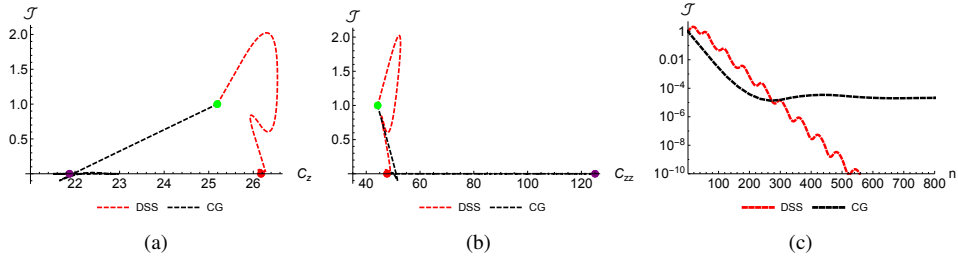 𝒥
2.0
1.5
1.0
0.5
22 23 24 25 26
C_z
DSS CG
(a)
𝒥
2.0
1.5
1.0
0.5
40 60 80 100 120
C_zz
DSS CG
(b)
𝒥
1
0.01
10^-4
10^-6
10^-8
10^-10
100 200 300 400 500 600 700 800
n
DSS CG
(c)